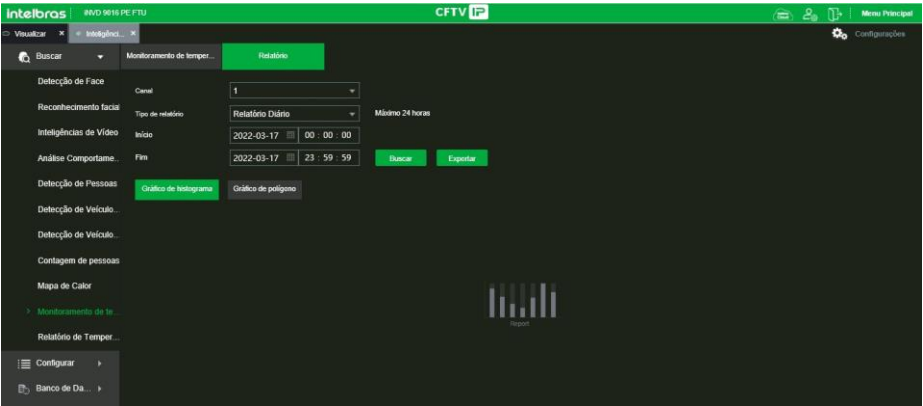 intelbras INVD 9016 PE FTU CFTV IP Menu Principal
Visualizar × Inteligênci... × Configurações
Buscar Monitoramento de temper... Relatório
Detecção de Face
Canal 1
Reconhecimento facial
Tipo de relatório Relatório Diário Máximo 24 horas
Inteligências de Vídeo
Início 2022-03-17 00 : 00 : 00
Análise Comportame...
Fim 2022-03-17 23 : 59 : 59 Buscar Exportar
Detecção de Pessoas
Gráfico de histograma Gráfico de polígono
Detecção de Veículo...
Detecção de Veículo...
Contagem de pessoas
Mapa de Calor
Monitoramento de te...
Report
Relatório de Temper...
Configurar
Banco de Da...